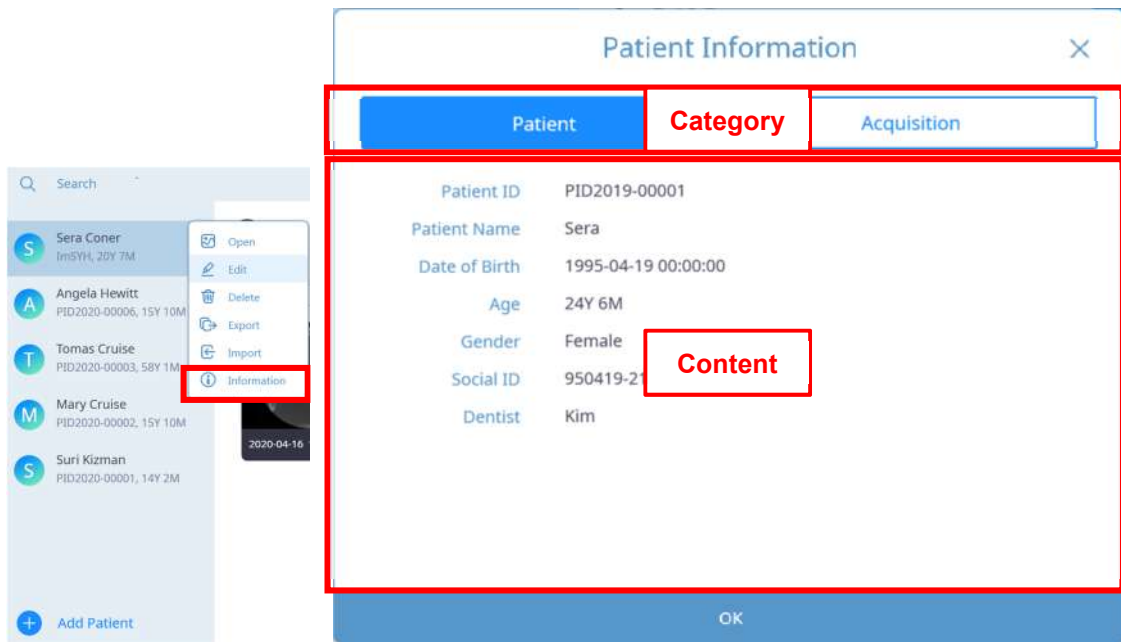 Search
Sera Coner
ImSYH, 20Y 7M
Angela Hewitt
PID2020-00006, 15Y 10M
Tomas Cruise
PID2020-00003, 58Y 1M
Mary Cruise
PID2020-00002, 15Y 10M
Suri Kizman
PID2020-00001, 14Y 2M
Add Patient
Open
Edit
Delete
Export
Import
Information
2020-04-16
Patient Information
Patient
Category
Acquisition
Patient ID PID2019-00001
Patient Name Sera
Date of Birth 1995-04-19 00:00:00
Age 24Y 6M
Gender Female
Social ID 950419-21
Dentist Kim
Content
OK